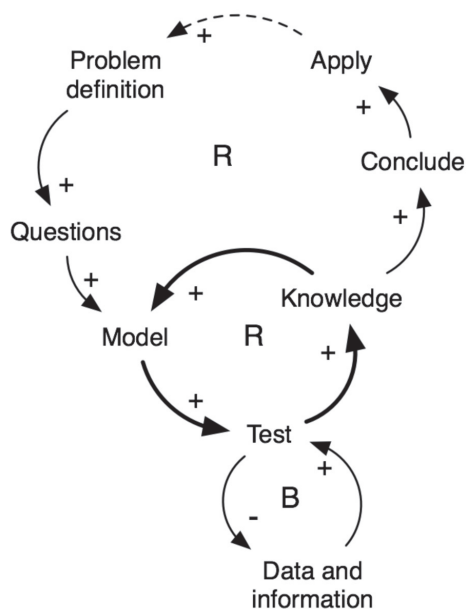 +
Problem
definition
Apply
+
R
Conclude
+
+
Questions
+
+
Knowledge
Model
R
+
+
+
Test
+
B
-
Data and
information